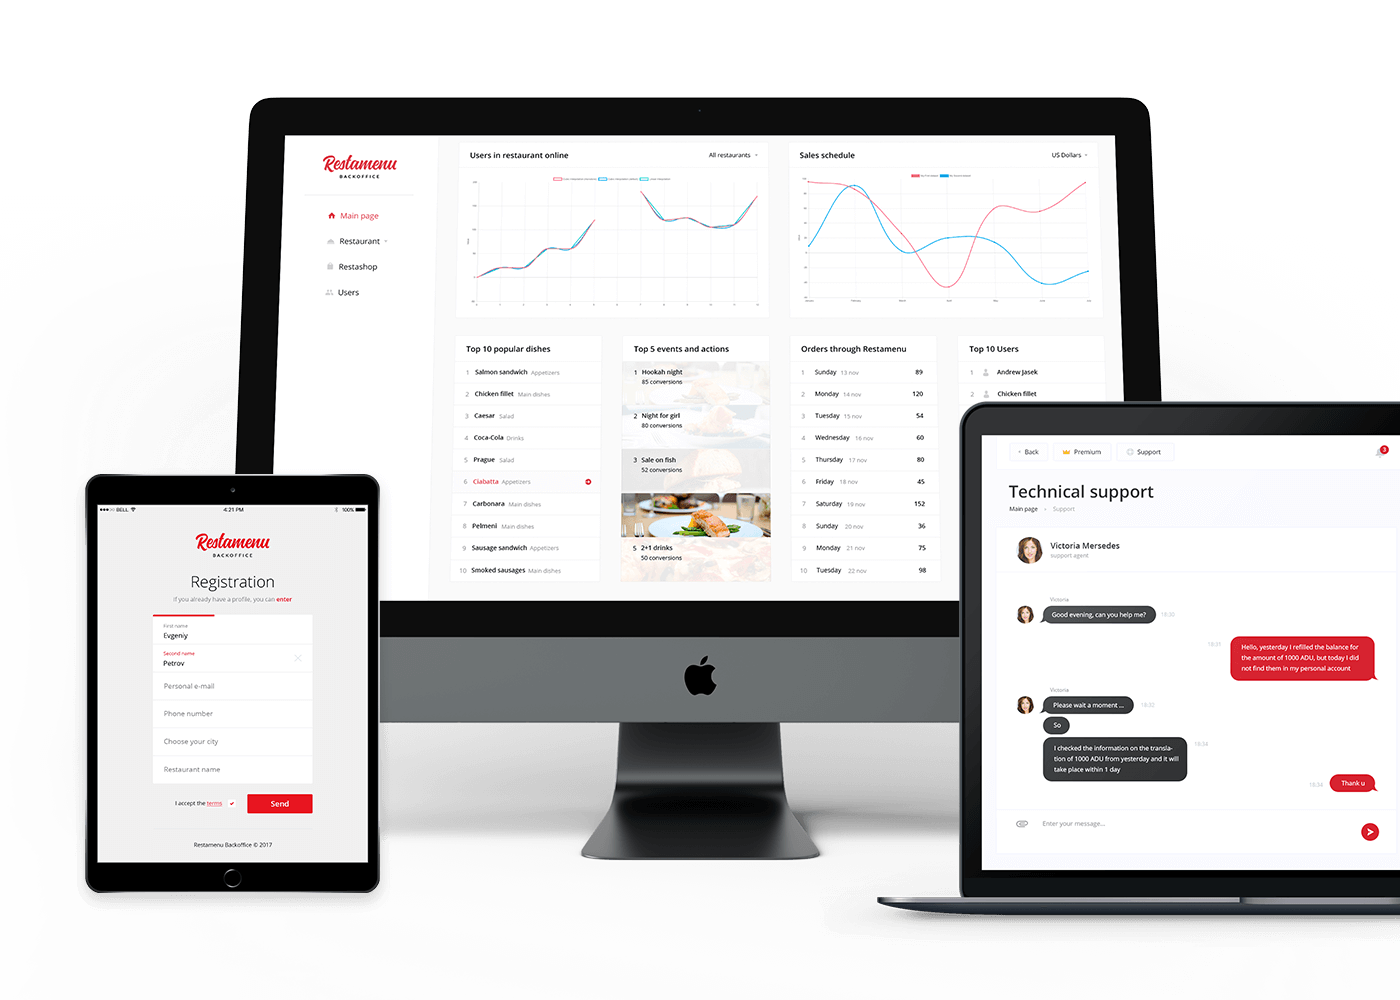 Restamenu
BACKOFFICE
Main page
Restaurant
Restashop
Users
Users in restaurant online
All restaurants
Sales schedule
US Dollars
Top 10 popular dishes
1 Salmon sandwich Appetizers
2 Chicken fillet Main dishes
3 Caesar Salad
4 Coca-Cola Drinks
5 Prague Salad
6 Ciabatta Appetizers
7 Carbonara Main dishes
8 Pelmeni Main dishes
9 Sausage sandwich Appetizers
10 Smoked sausages Main dishes
Top 5 events and actions
1 Hookah night
85 conversions
2 Night for girl
80 conversions
3 Sale on fish
52 conversions
5 2+1 drinks
50 conversions
Orders through Restamenu
1 Sunday 13 nov 89
2 Monday 14 nov 120
3 Tuesday 15 nov 54
4 Wednesday 16 nov 60
5 Thursday 17 nov 80
6 Friday 18 nov 45
7 Saturday 19 nov 152
8 Sunday 20 nov 36
9 Monday 21 nov 75
10 Tuesday 22 nov 98
Top 10 Users
1 Andrew Jasek
2 Chicken fillet
BELL 4:21 PM 100%
Restamenu
BACKOFFICE
Registration
If you already have a profile, you can enter
First name
Evgeniy
Second name
Petrov
Personal e-mail
Phone number
Choose your city
Restaurant name
I accept the terms
Send
Restamenu Backoffice © 2017
Back Premium Support 3
Technical support
Main page Support
Victoria Mersedes
support agent
Victoria
Good evening, can you help me? 18:30
18:31 Hello, yesterday I refilled the balance for
the amount of 1000 ADU, but today I did
not find them in my personal account
Victoria
Please wait a moment ... 18:32
So
I checked the information on the transla-
tion of 1000 ADU from yesterday and it will
take place within 1 day
18:34
18:34 Thank u
Enter your message...